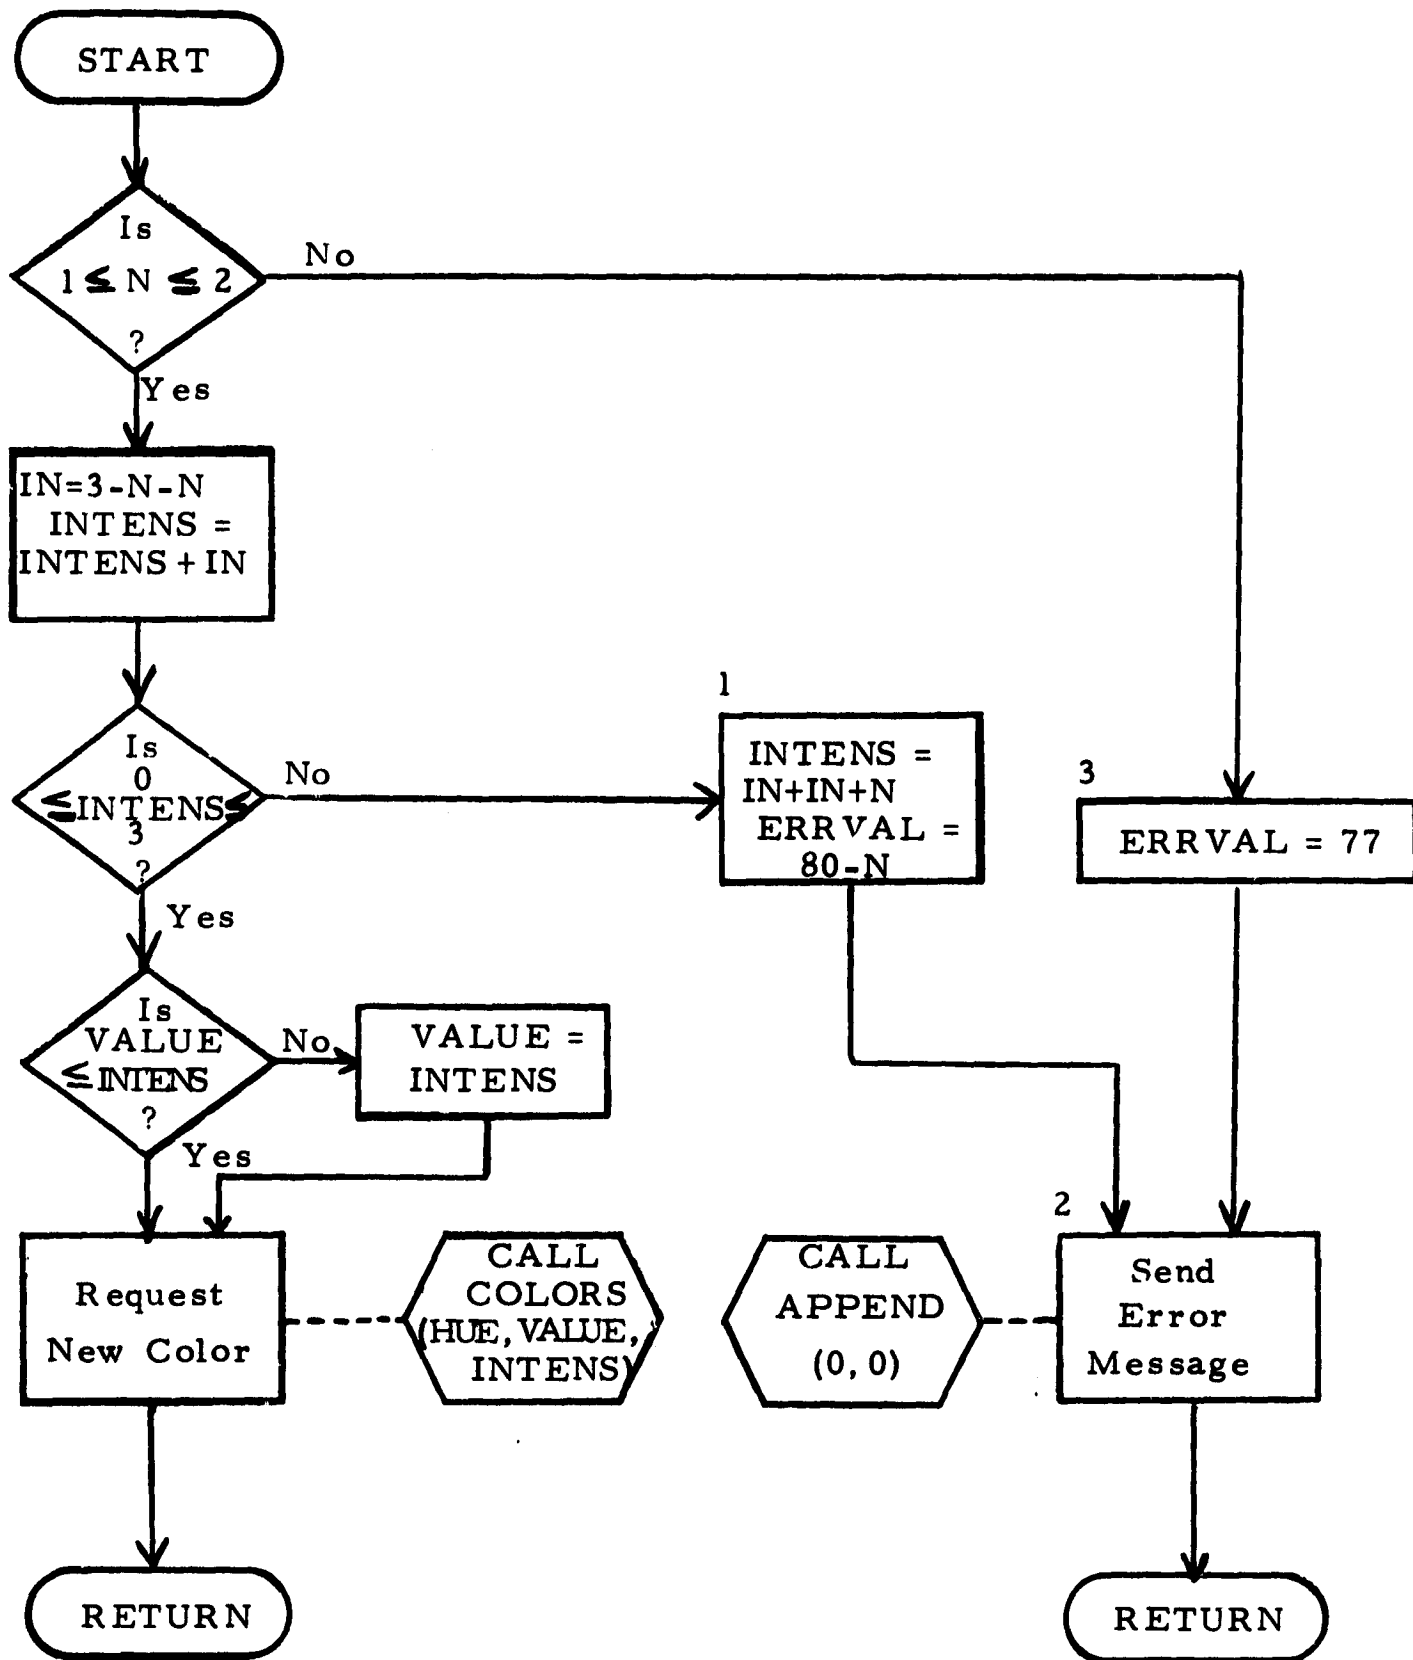 START
Is
1 ≤ N ≤ 2
?
No
Yes
IN=3-N-N
INTENS =
INTENS + IN
Is
0
≤INTENS≤
3
?
No
Yes
1
INTENS =
IN+IN+N
ERRVAL =
80-N
3
ERRVAL = 77
Is
VALUE
≤INTENS
?
No
Yes
VALUE =
INTENS
Request
New Color
CALL
COLORS
(HUE, VALUE,
INTENS)
CALL
APPEND
(0, 0)
2
Send
Error
Message
RETURN
RETURN